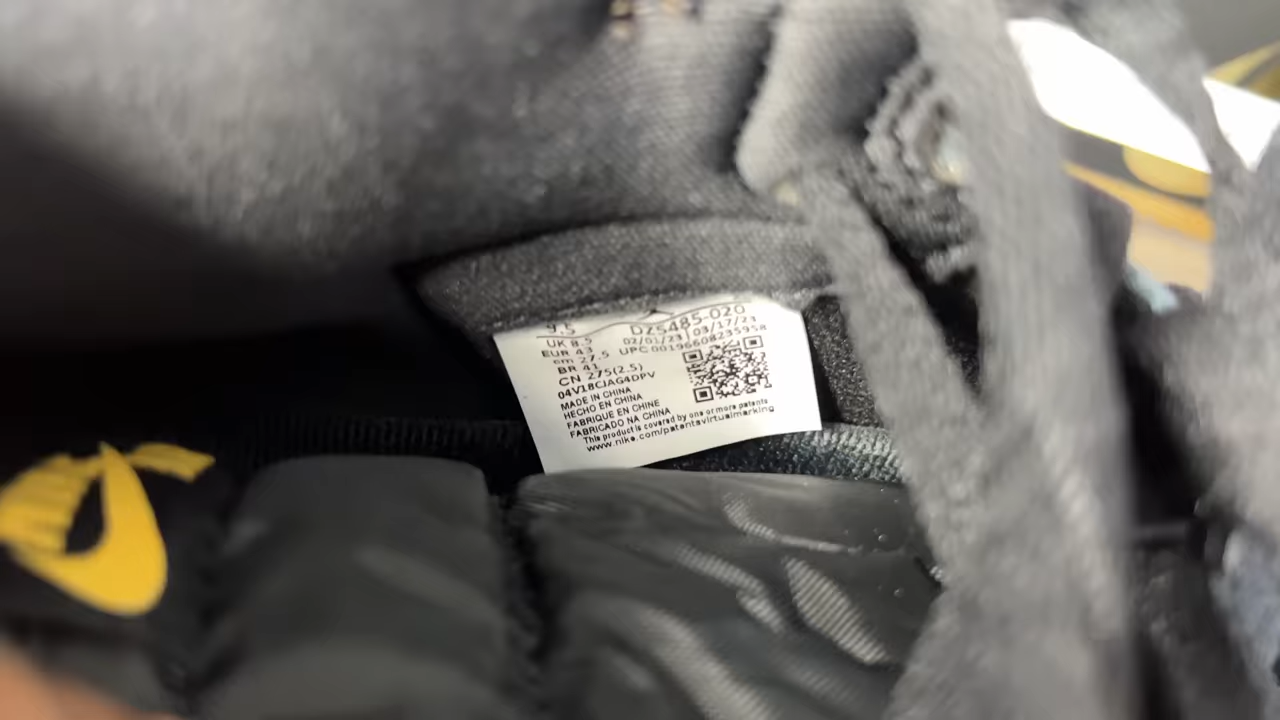 9.5
UK 8.5
EUR 43
cm 27.5
BR 41
CN 275(2.5)
04V18CJAG4DPV
DZ5485-020
02/01/23 03/17/23
UPC 00196608235958
MADE IN CHINA
HECHO EN CHINA
FABRIQUE EN CHINE
FABRICADO NA CHINA
This product is covered by one or more patents
www.nike.com/patentsvirtualmarking